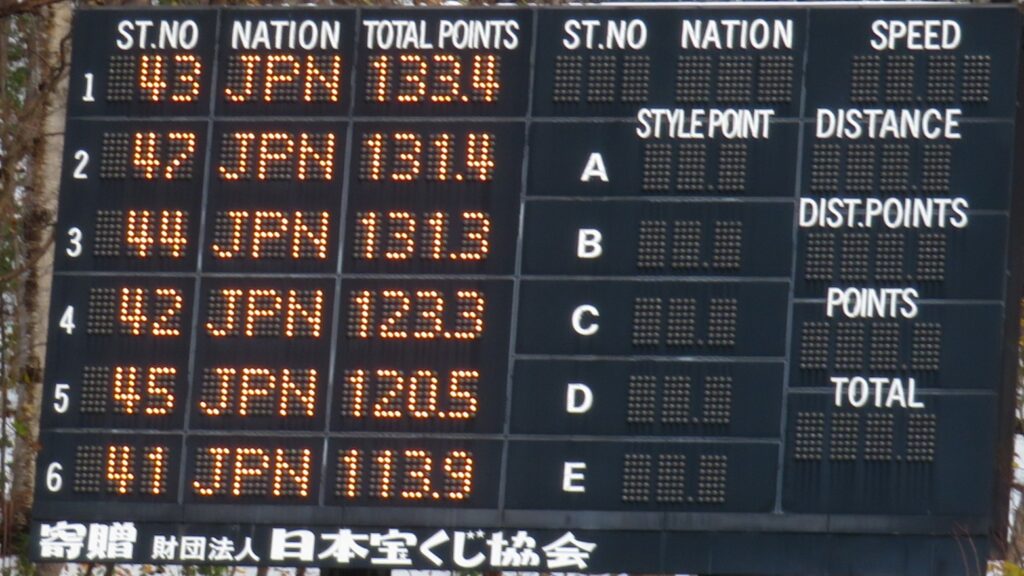 ST.NO NATION TOTAL POINTS ST.NO NATION SPEED
1 43 JPN 133.4
STYLE POINT DISTANCE
2 47 JPN 131.4 A
DIST.POINTS
3 44 JPN 131.3 B
POINTS
4 42 JPN 123.3 C
TOTAL
5 45 JPN 120.5 D
6 41 JPN 113.9 E
寄贈 財団法人 日本宝くじ協会